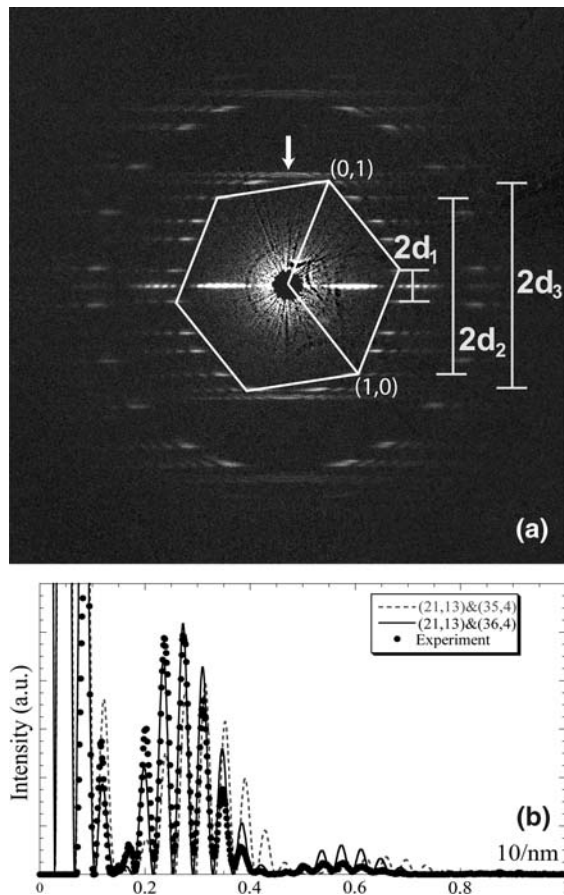 (0,1)
2d₁
2d₃
2d₂
(1,0)
(a)
(21,13)&(35,4)
(21,13)&(36,4)
Experiment
Intensity (a.u.)
(b)
10/nm
0 0.2 0.4 0.6 0.8